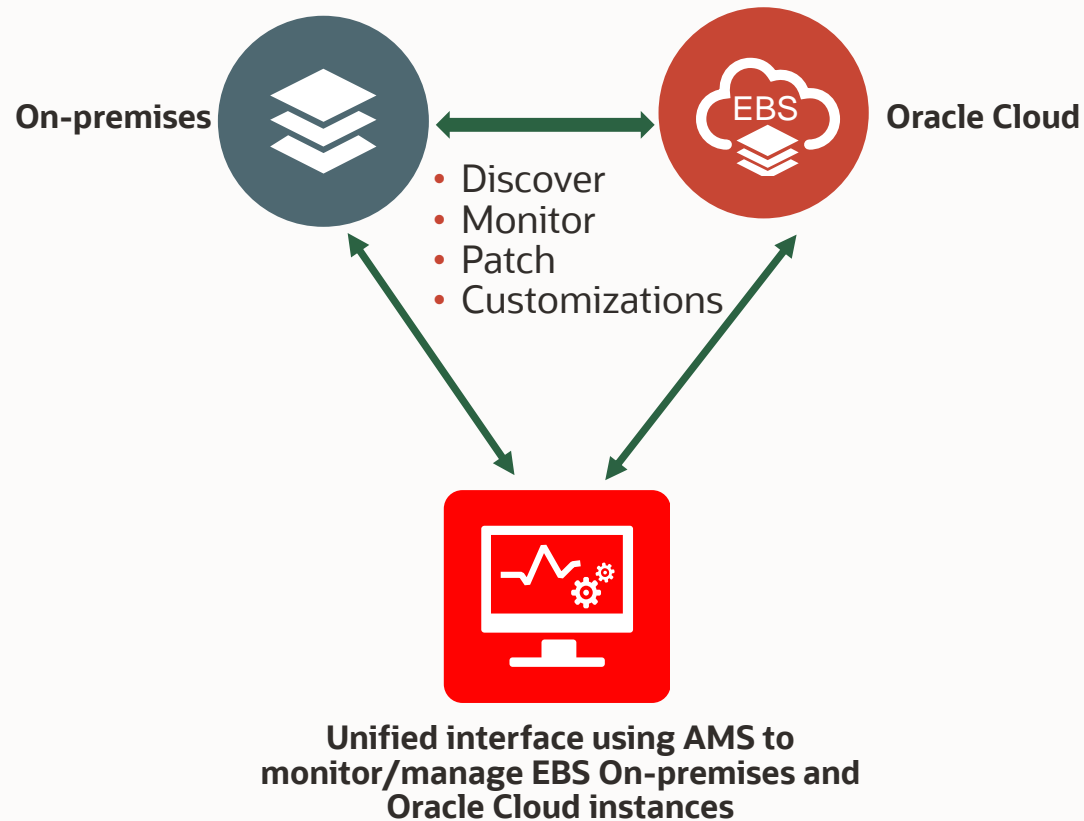 On-premises
EBS
Oracle Cloud
• Discover
• Monitor
• Patch
• Customizations
Unified interface using AMS to
monitor/manage EBS On-premises and
Oracle Cloud instances